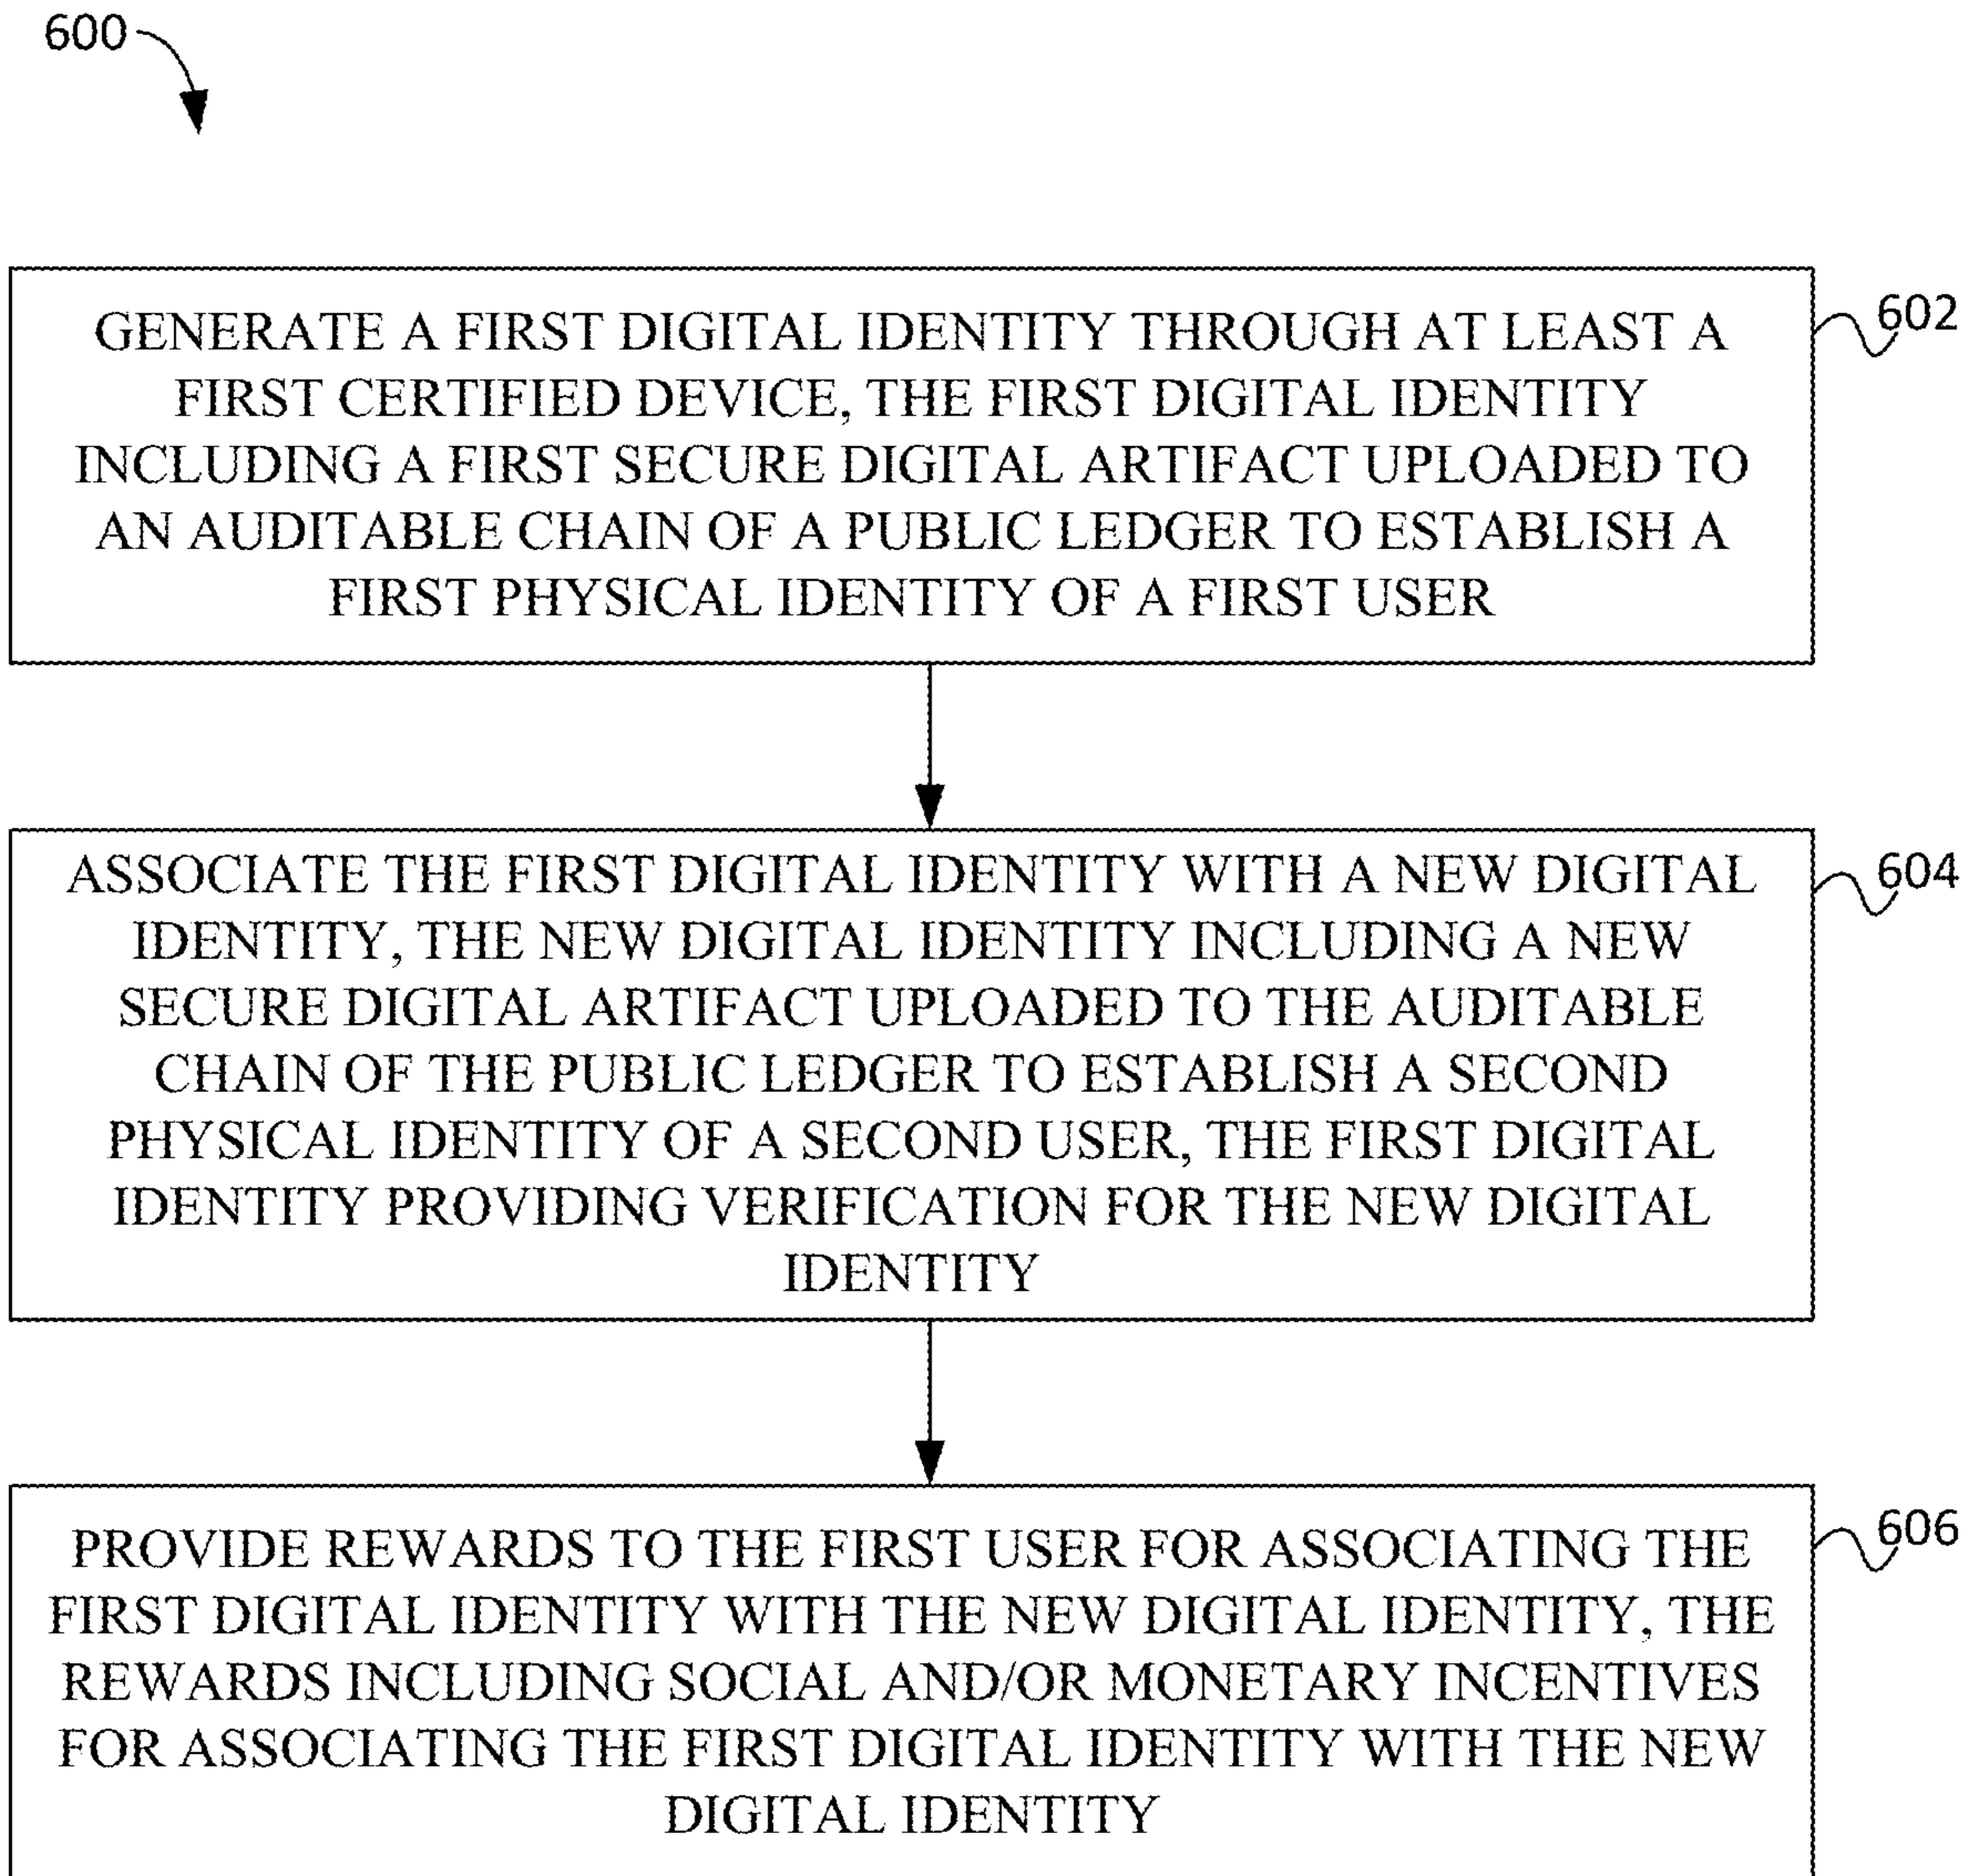 600
GENERATE A FIRST DIGITAL IDENTITY THROUGH AT LEAST A
FIRST CERTIFIED DEVICE, THE FIRST DIGITAL IDENTITY
INCLUDING A FIRST SECURE DIGITAL ARTIFACT UPLOADED TO
AN AUDITABLE CHAIN OF A PUBLIC LEDGER TO ESTABLISH A
FIRST PHYSICAL IDENTITY OF A FIRST USER
602
ASSOCIATE THE FIRST DIGITAL IDENTITY WITH A NEW DIGITAL
IDENTITY, THE NEW DIGITAL IDENTITY INCLUDING A NEW
SECURE DIGITAL ARTIFACT UPLOADED TO THE AUDITABLE
CHAIN OF THE PUBLIC LEDGER TO ESTABLISH A SECOND
PHYSICAL IDENTITY OF A SECOND USER, THE FIRST DIGITAL
IDENTITY PROVIDING VERIFICATION FOR THE NEW DIGITAL
IDENTITY
604
PROVIDE REWARDS TO THE FIRST USER FOR ASSOCIATING THE
FIRST DIGITAL IDENTITY WITH THE NEW DIGITAL IDENTITY, THE
REWARDS INCLUDING SOCIAL AND/OR MONETARY INCENTIVES
FOR ASSOCIATING THE FIRST DIGITAL IDENTITY WITH THE NEW
DIGITAL IDENTITY
606